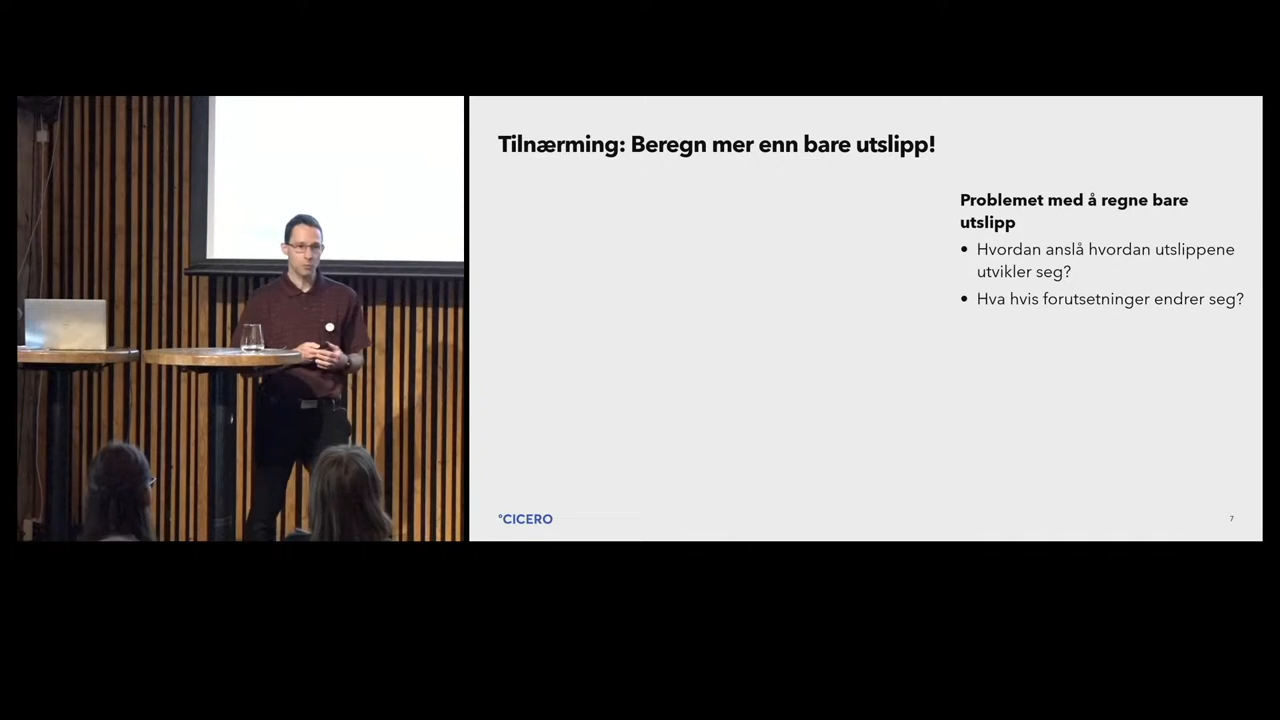 Tilnærming: Beregn mer enn bare utslipp!
Problemet med å regne bare
utslipp
• Hvordan anslå hvordan utslippene
utvikler seg?
• Hva hvis forutsetninger endrer seg?
°CICERO
7